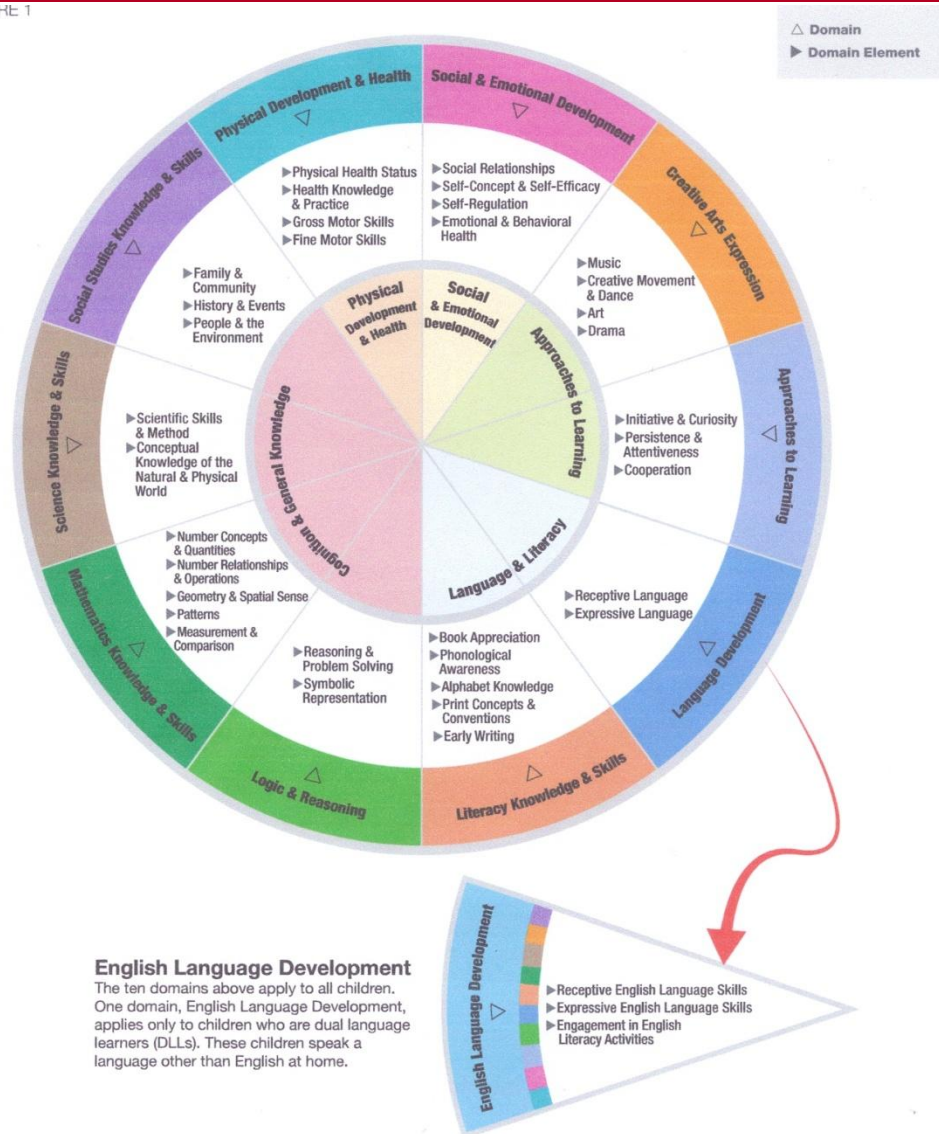 RE 1
△ Domain
▶ Domain Element
Physical Development & Health
▶Physical Health Status
▶Health Knowledge
& Practice
▶Gross Motor Skills
▶Fine Motor Skills
Social & Emotional Development
▶Social Relationships
▶Self-Concept & Self-Efficacy
▶Self-Regulation
▶Emotional & Behavioral
Health
Creative Arts Expression
▶Music
▶Creative Movement
& Dance
▶Art
▶Drama
Approaches to Learning
▶Initiative & Curiosity
▶Persistence &
Attentiveness
▶Cooperation
Language Development
▶Receptive Language
▶Expressive Language
Literacy Knowledge & Skills
▶Book Appreciation
▶Phonological
Awareness
▶Alphabet Knowledge
▶Print Concepts &
Conventions
▶Early Writing
Logic & Reasoning
▶Reasoning &
Problem Solving
▶Symbolic
Representation
Mathematics Knowledge & Skills
▶Number Concepts
& Quantities
▶Number Relationships
& Operations
▶Geometry & Spatial Sense
▶Patterns
▶Measurement &
Comparison
Science Knowledge & Skills
▶Scientific Skills
& Method
▶Conceptual
Knowledge of the
Natural & Physical
World
Social Studies Knowledge & Skills
▶Family &
Community
▶History & Events
▶People & the
Environment
Physical
Development
& Health
Social
& Emotional
Development
Approaches to Learning
Language & Literacy
Cognition & General Knowledge
English Language Development
The ten domains above apply to all children.
One domain, English Language Development,
applies only to children who are dual language
learners (DLLs). These children speak a
language other than English at home.
English Language Development
▶Receptive English Language Skills
▶Expressive English Language Skills
▶Engagement in English
Literacy Activities